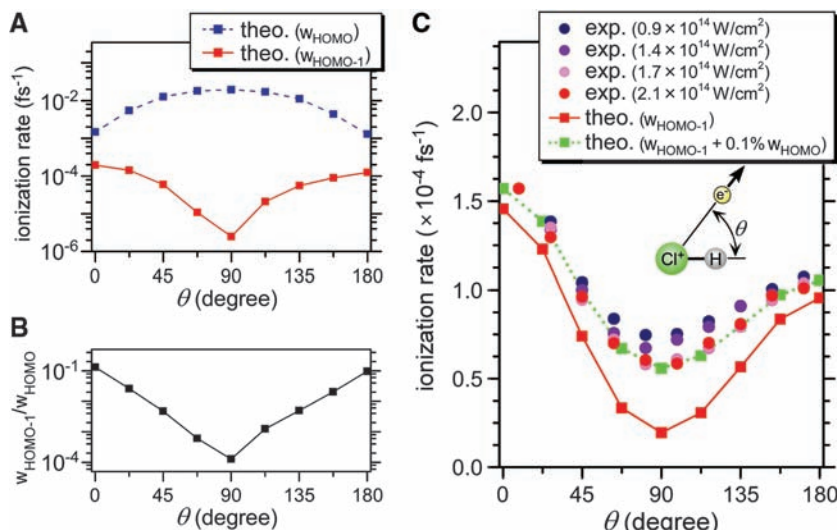 A
theo. (wHOMO)
theo. (wHOMO-1)
ionization rate (fs⁻¹)
10⁻²
10⁻⁴
10⁻⁶
0 45 90 135 180
θ (degree)
B
wHOMO-1/wHOMO
10⁻¹
10⁻⁴
0 45 90 135 180
θ (degree)
C
exp. (0.9 × 10¹⁴ W/cm²)
exp. (1.4 × 10¹⁴ W/cm²)
exp. (1.7 × 10¹⁴ W/cm²)
exp. (2.1 × 10¹⁴ W/cm²)
theo. (wHOMO-1)
theo. (wHOMO-1 + 0.1% wHOMO)
ionization rate (× 10⁻⁴ fs⁻¹)
2.0
1.5
1.0
0.5
0.0
e⁻
θ
Cl⁺ H
0 45 90 135 180
θ (degree)